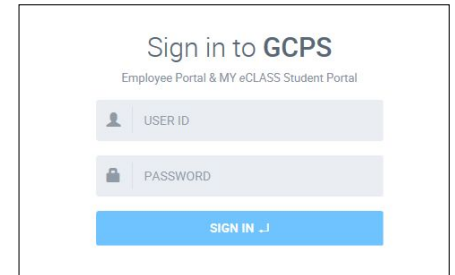 Sign in to GCPS
Employee Portal & MY eCLASS Student Portal
USER ID
PASSWORD
SIGN IN